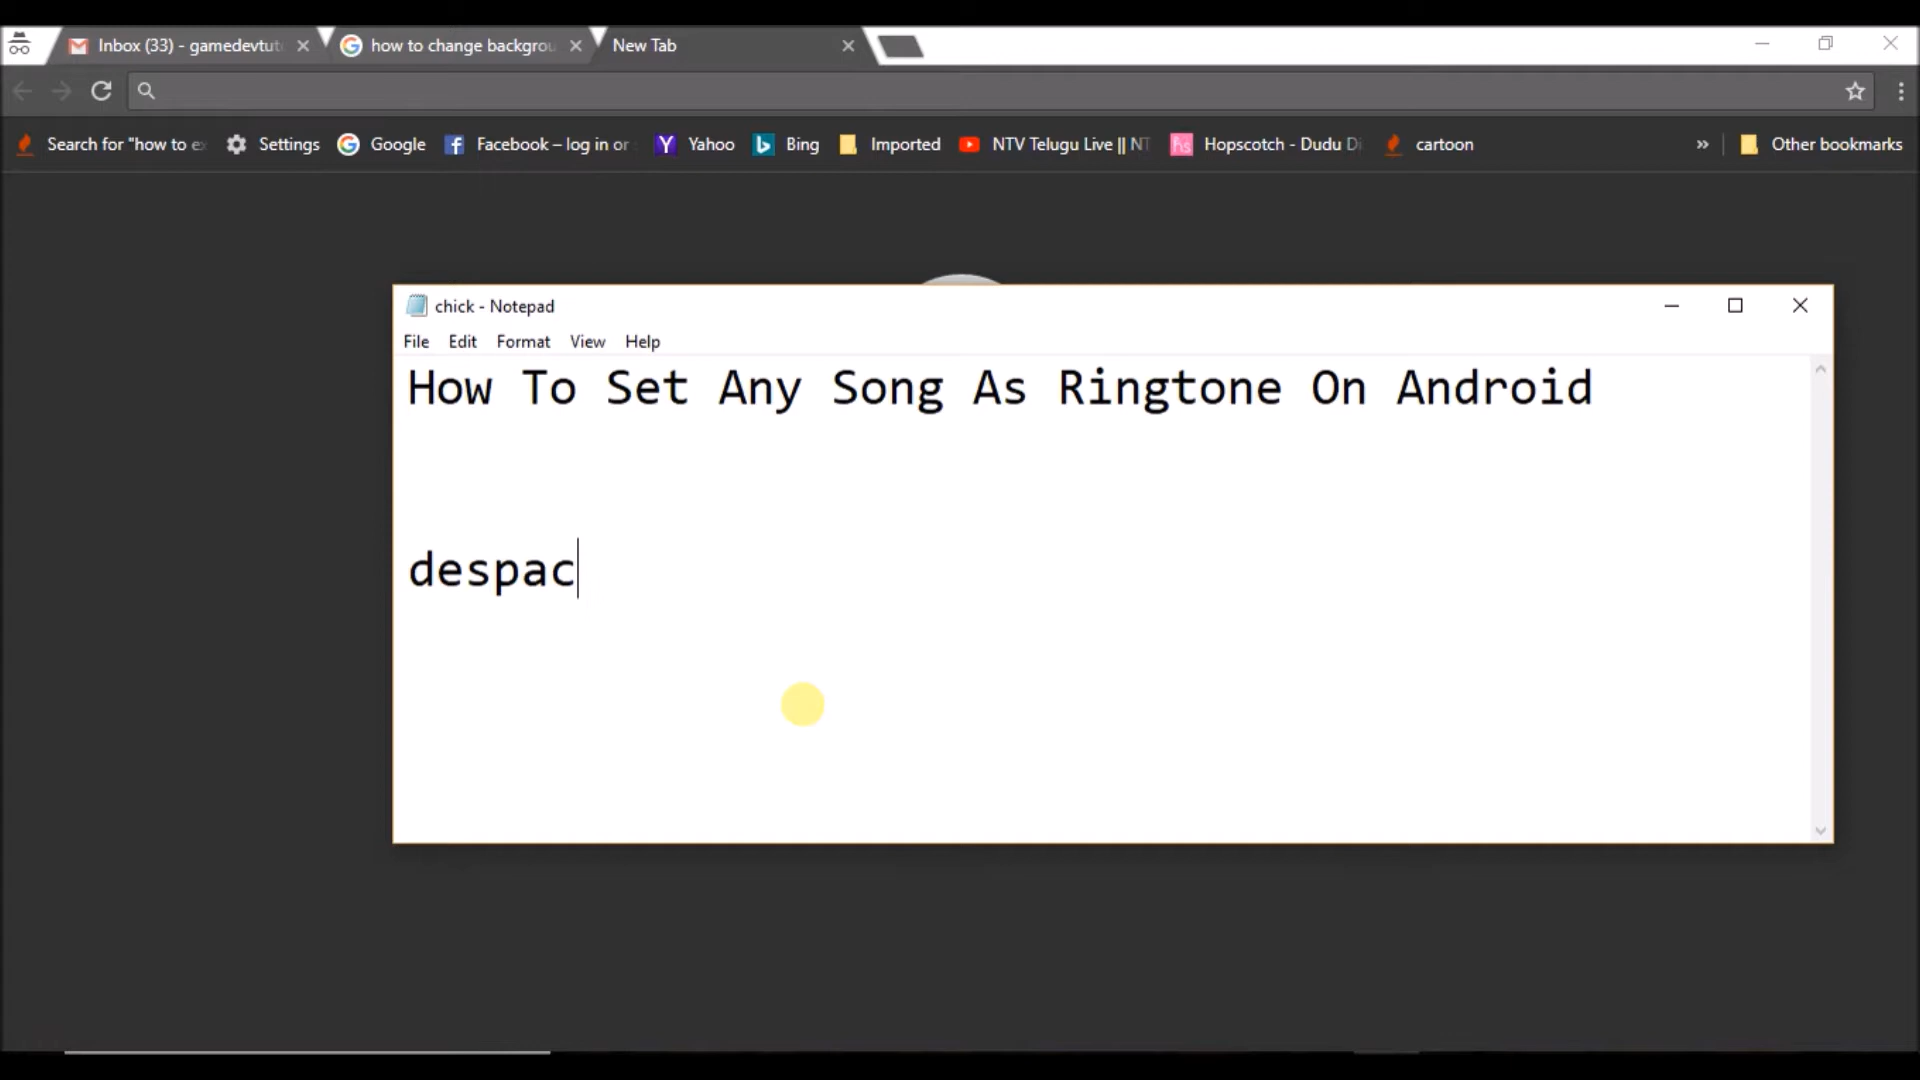 Inbox (33) - gamedevtut
how to change backgrou
New Tab
Search for "how to e
Settings
Google
Facebook – log in or
Yahoo
Bing
Imported
NTV Telugu Live || NT
Hopscotch - Dudu Di
cartoon
»
Other bookmarks
chick - Notepad
File Edit Format View Help
How To Set Any Song As Ringtone On Android
despac